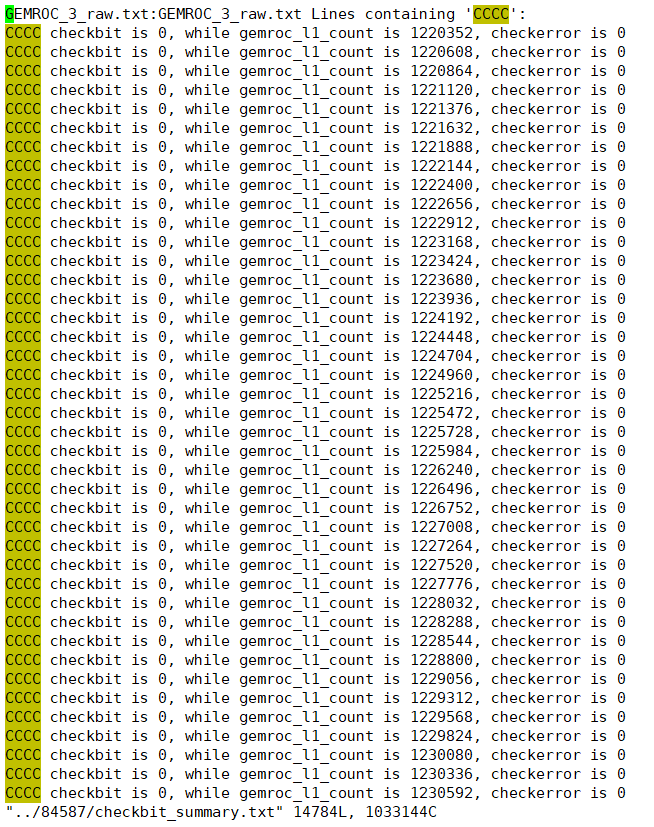 GEMROC_3_raw.txt:GEMROC_3_raw.txt Lines containing 'CCCC':
CCCC checkbit is 0, while gemroc_l1_count is 1220352, checkerror is 0
CCCC checkbit is 0, while gemroc_l1_count is 1220608, checkerror is 0
CCCC checkbit is 0, while gemroc_l1_count is 1220864, checkerror is 0
CCCC checkbit is 0, while gemroc_l1_count is 1221120, checkerror is 0
CCCC checkbit is 0, while gemroc_l1_count is 1221376, checkerror is 0
CCCC checkbit is 0, while gemroc_l1_count is 1221632, checkerror is 0
CCCC checkbit is 0, while gemroc_l1_count is 1221888, checkerror is 0
CCCC checkbit is 0, while gemroc_l1_count is 1222144, checkerror is 0
CCCC checkbit is 0, while gemroc_l1_count is 1222400, checkerror is 0
CCCC checkbit is 0, while gemroc_l1_count is 1222656, checkerror is 0
CCCC checkbit is 0, while gemroc_l1_count is 1222912, checkerror is 0
CCCC checkbit is 0, while gemroc_l1_count is 1223168, checkerror is 0
CCCC checkbit is 0, while gemroc_l1_count is 1223424, checkerror is 0
CCCC checkbit is 0, while gemroc_l1_count is 1223680, checkerror is 0
CCCC checkbit is 0, while gemroc_l1_count is 1223936, checkerror is 0
CCCC checkbit is 0, while gemroc_l1_count is 1224192, checkerror is 0
CCCC checkbit is 0, while gemroc_l1_count is 1224448, checkerror is 0
CCCC checkbit is 0, while gemroc_l1_count is 1224704, checkerror is 0
CCCC checkbit is 0, while gemroc_l1_count is 1224960, checkerror is 0
CCCC checkbit is 0, while gemroc_l1_count is 1225216, checkerror is 0
CCCC checkbit is 0, while gemroc_l1_count is 1225472, checkerror is 0
CCCC checkbit is 0, while gemroc_l1_count is 1225728, checkerror is 0
CCCC checkbit is 0, while gemroc_l1_count is 1225984, checkerror is 0
CCCC checkbit is 0, while gemroc_l1_count is 1226240, checkerror is 0
CCCC checkbit is 0, while gemroc_l1_count is 1226496, checkerror is 0
CCCC checkbit is 0, while gemroc_l1_count is 1226752, checkerror is 0
CCCC checkbit is 0, while gemroc_l1_count is 1227008, checkerror is 0
CCCC checkbit is 0, while gemroc_l1_count is 1227264, checkerror is 0
CCCC checkbit is 0, while gemroc_l1_count is 1227520, checkerror is 0
CCCC checkbit is 0, while gemroc_l1_count is 1227776, checkerror is 0
CCCC checkbit is 0, while gemroc_l1_count is 1228032, checkerror is 0
CCCC checkbit is 0, while gemroc_l1_count is 1228288, checkerror is 0
CCCC checkbit is 0, while gemroc_l1_count is 1228544, checkerror is 0
CCCC checkbit is 0, while gemroc_l1_count is 1228800, checkerror is 0
CCCC checkbit is 0, while gemroc_l1_count is 1229056, checkerror is 0
CCCC checkbit is 0, while gemroc_l1_count is 1229312, checkerror is 0
CCCC checkbit is 0, while gemroc_l1_count is 1229568, checkerror is 0
CCCC checkbit is 0, while gemroc_l1_count is 1229824, checkerror is 0
CCCC checkbit is 0, while gemroc_l1_count is 1230080, checkerror is 0
CCCC checkbit is 0, while gemroc_l1_count is 1230336, checkerror is 0
CCCC checkbit is 0, while gemroc_l1_count is 1230592, checkerror is 0
"../84587/checkbit_summary.txt" 14784L, 1033144C